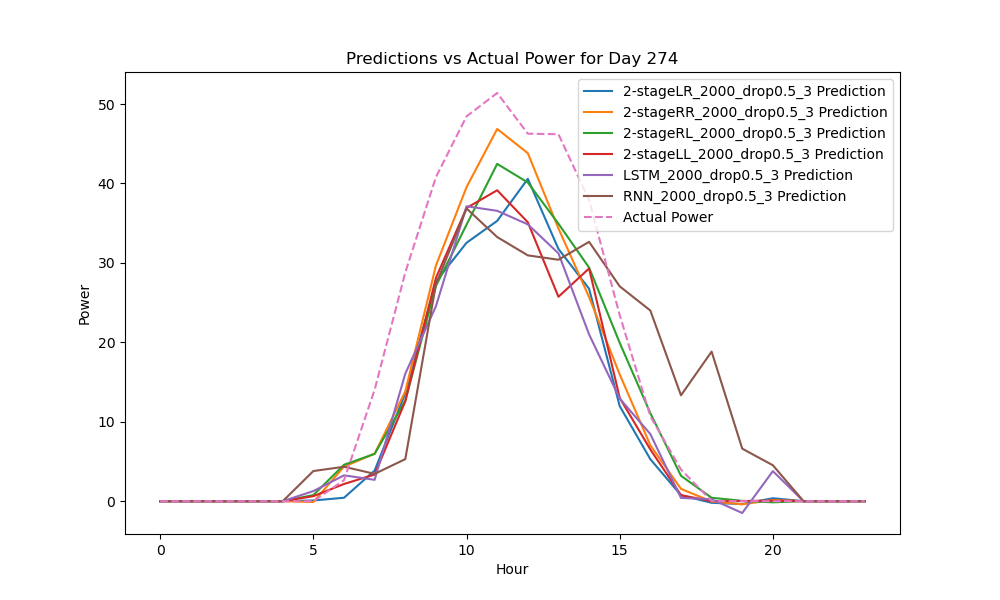 Predictions vs Actual Power for Day 274
2-stageLR_2000_drop0.5_3 Prediction
2-stageRR_2000_drop0.5_3 Prediction
2-stageRL_2000_drop0.5_3 Prediction
2-stageLL_2000_drop0.5_3 Prediction
LSTM_2000_drop0.5_3 Prediction
RNN_2000_drop0.5_3 Prediction
Actual Power
50
40
30
20
10
0
Power
0 5 10 15 20
Hour